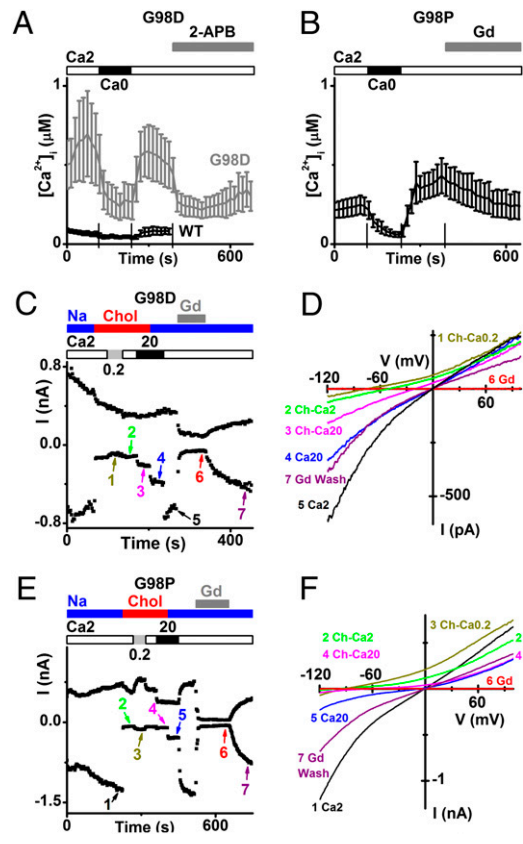 A
G98D
2-APB
Ca2
Ca0
1
[Ca²⁺]ᵢ (µM)
G98D
WT
0
0
Time (s)
600
B
G98P
Gd
Ca2
Ca0
1
[Ca²⁺]ᵢ (µM)
0
0
Time (s)
600
C
G98D
Gd
Na
Chol
Ca2
20
0.2
0.8
I (nA)
0.0
-0.8
2
4
1
3
6
5
7
0
Time (s)
400
D
V (mV)
1 Ch-Ca0.2
-120
-60
60
6 Gd
2 Ch-Ca2
3 Ch-Ca20
4 Ca20
7 Gd Wash
5 Ca2
-500
I (pA)
E
G98P
Gd
Na
Chol
Ca2
20
0.2
I (nA)
0.0
-1.5
2
4
5
3
6
1
7
0
Time (s)
600
F
3 Ch-Ca0.2
2 Ch-Ca2
2
4 Ch-Ca20
4
-120
-60
6 Gd
60
V (mV)
5 Ca20
7 Gd
Wash
1 Ca2
-1
I (nA)